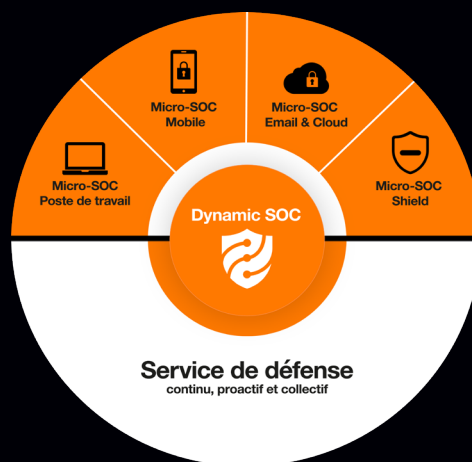 Micro-SOC
Mobile
Micro-SOC
Email & Cloud
Micro-SOC
Poste de travail
Micro-SOC
Shield
Dynamic SOC
Service de défense
continu, proactif et collectif